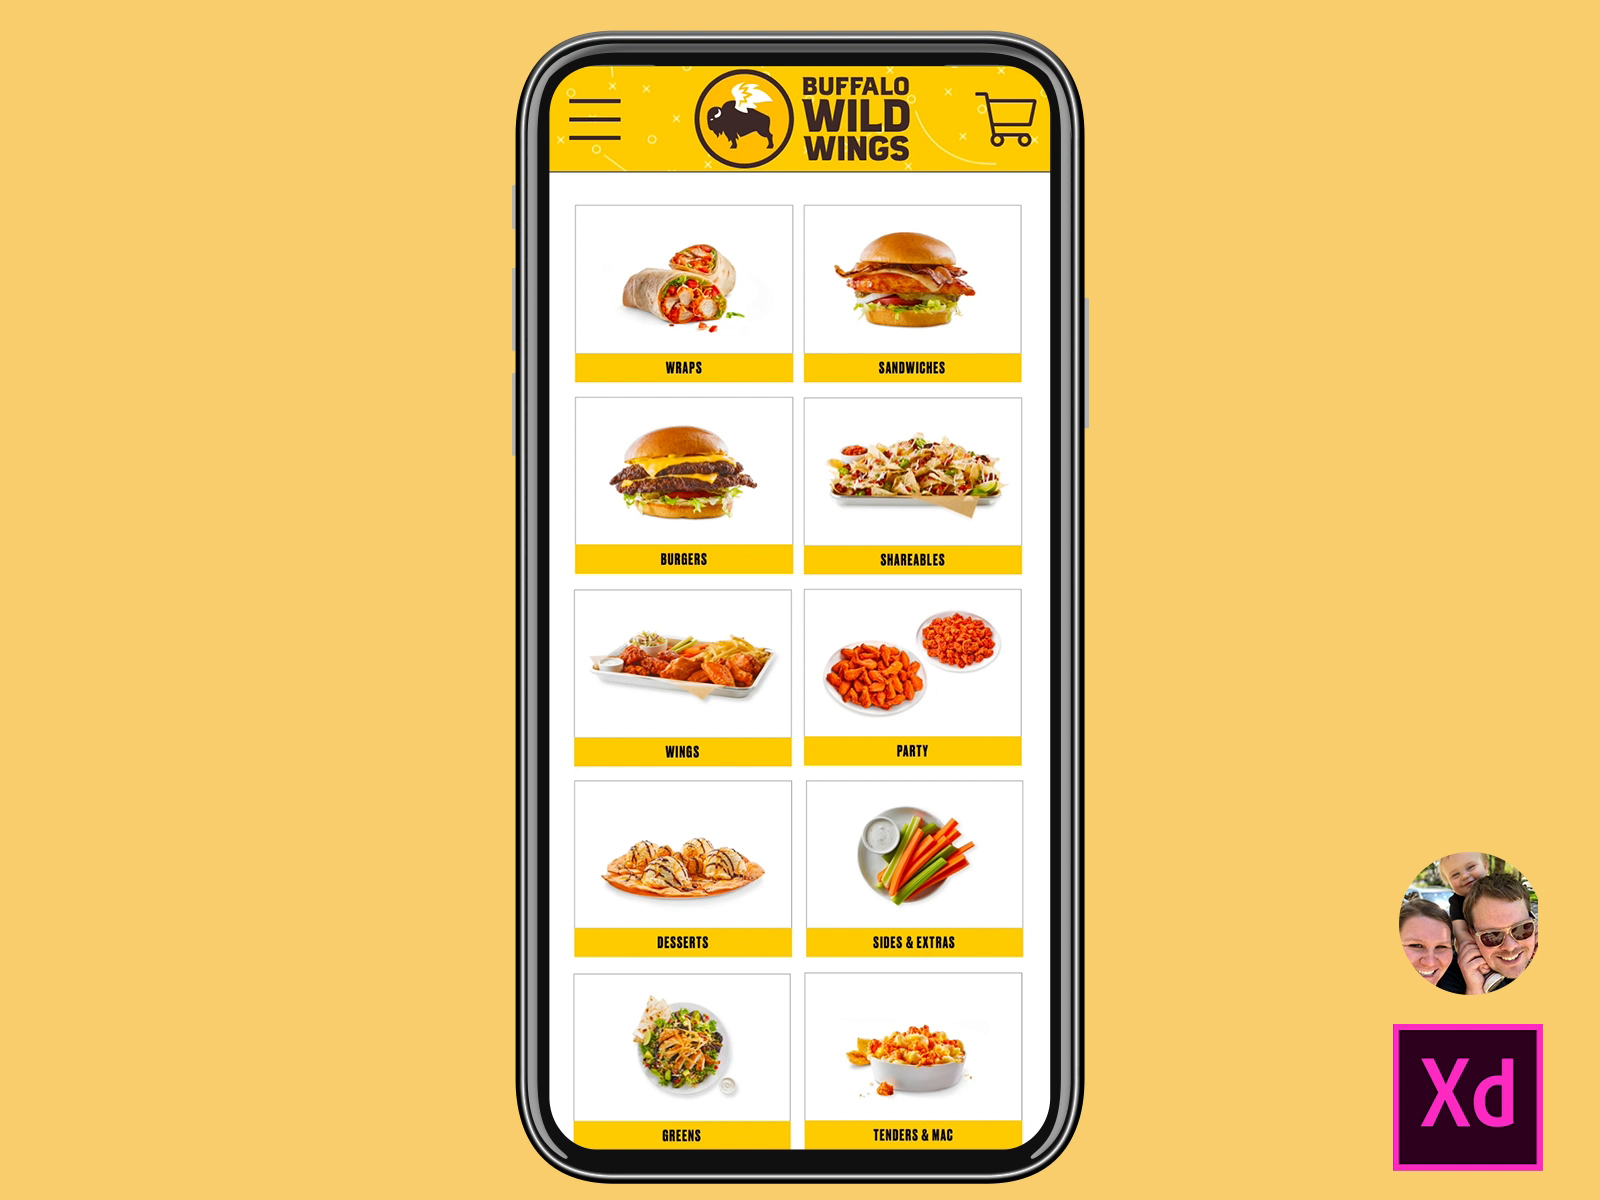 BUFFALO
WILD
WINGS
WRAPS
SANDWICHES
BURGERS
SHAREABLES
WINGS
PARTY
DESSERTS
SIDES & EXTRAS
GREENS
TENDERS & MAC
Xd